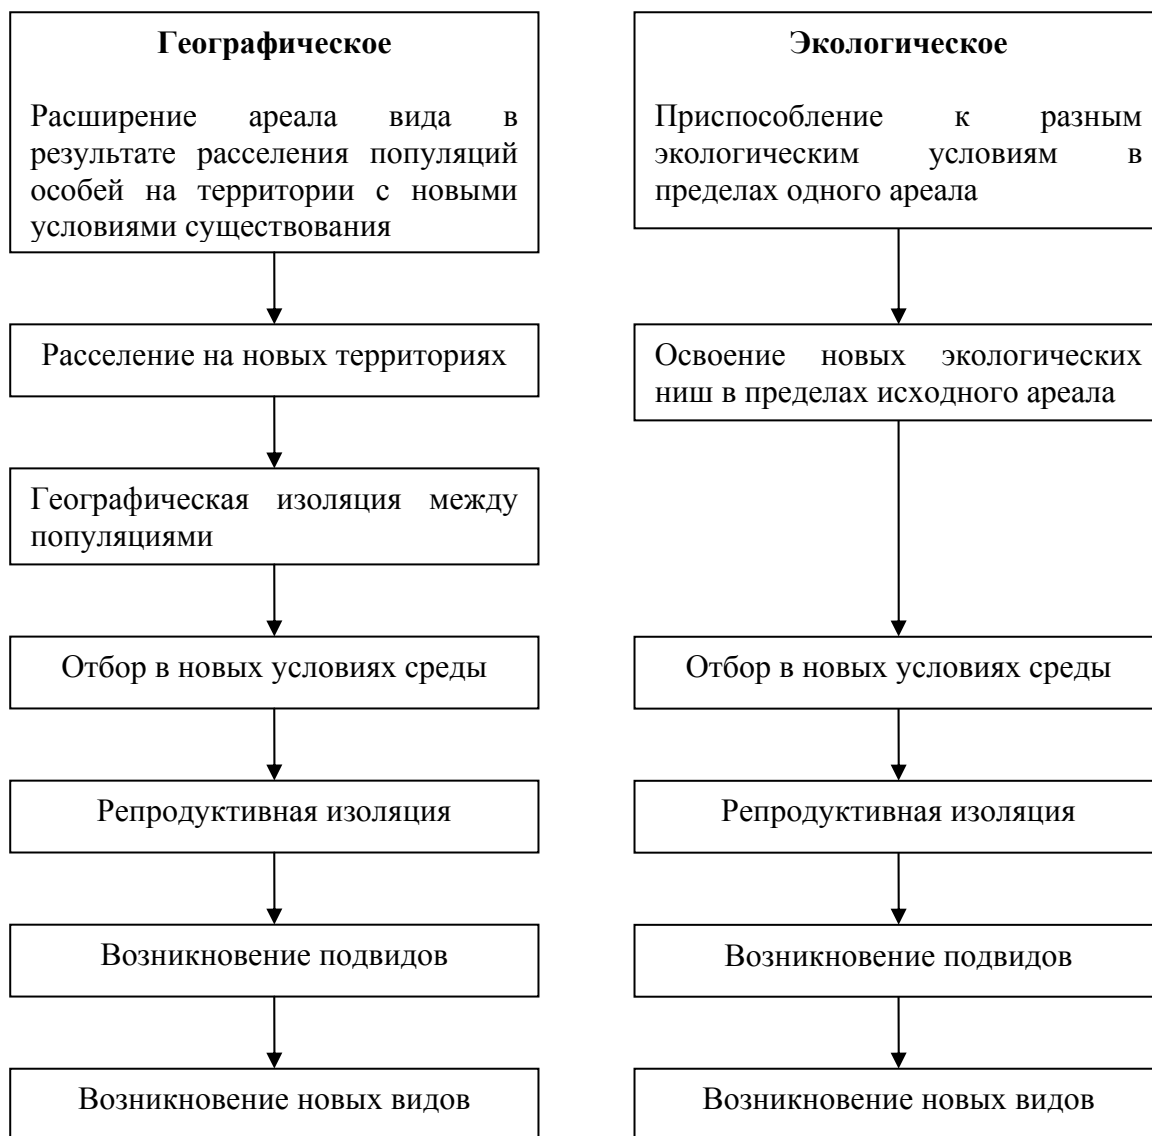 Географическое
Расширение ареала вида в
результате расселения популяций
особей на территории с новыми
условиями существования
Расселение на новых территориях
Географическая изоляция между
популяциями
Отбор в новых условиях среды
Репродуктивная изоляция
Возникновение подвидов
Возникновение новых видов
Экологическое
Приспособление к разным
экологическим условиям в
пределах одного ареала
Освоение новых экологических
ниш в пределах исходного ареала
Отбор в новых условиях среды
Репродуктивная изоляция
Возникновение подвидов
Возникновение новых видов